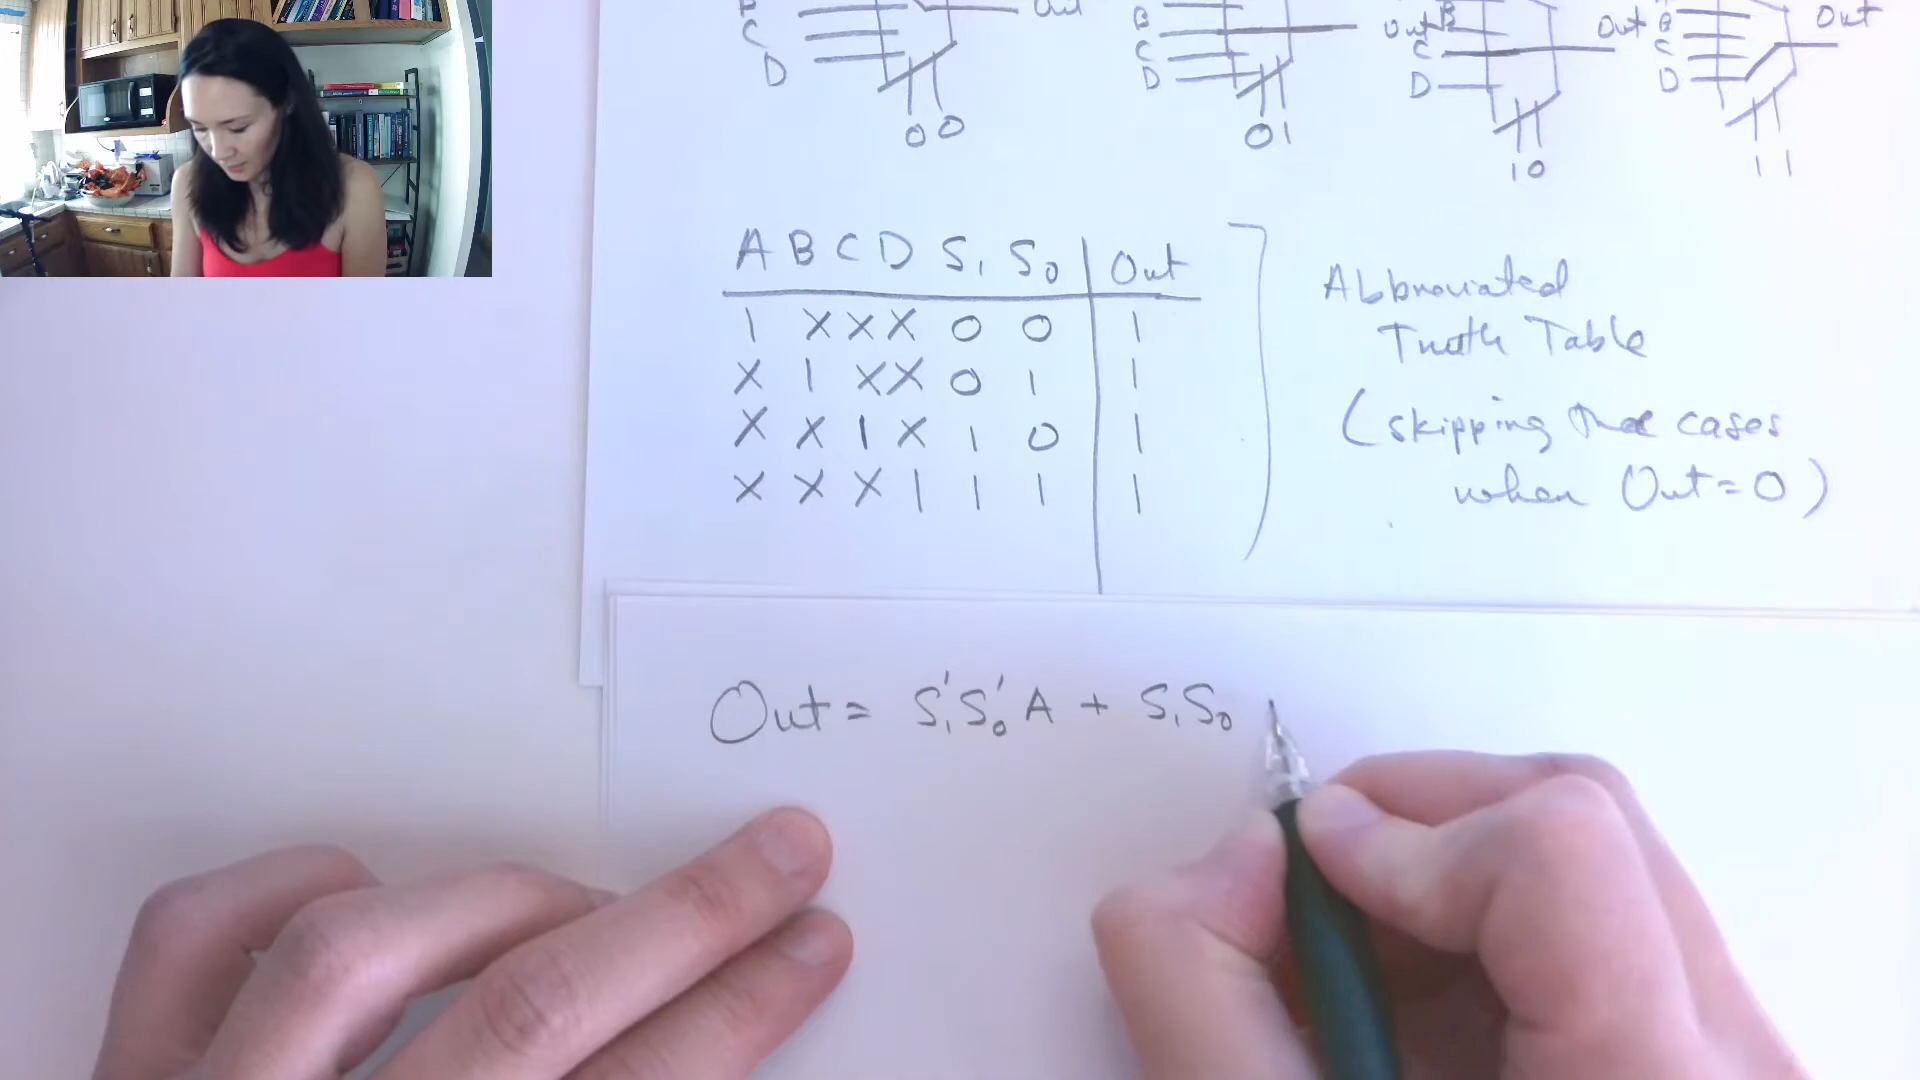 B C D Out 00
B C D Out 01
B C D Out 10
B C D Out 11
A B C D S₁ S₀ | Out
1 X X X 0 0 | 1
X 1 X X 0 1 | 1
X X 1 X 1 0 | 1
X X X 1 1 1 | 1
Abbreviated
Truth Table
(skipping the cases
when Out = 0)
Out = S₁'S₀'A + S₁S₀